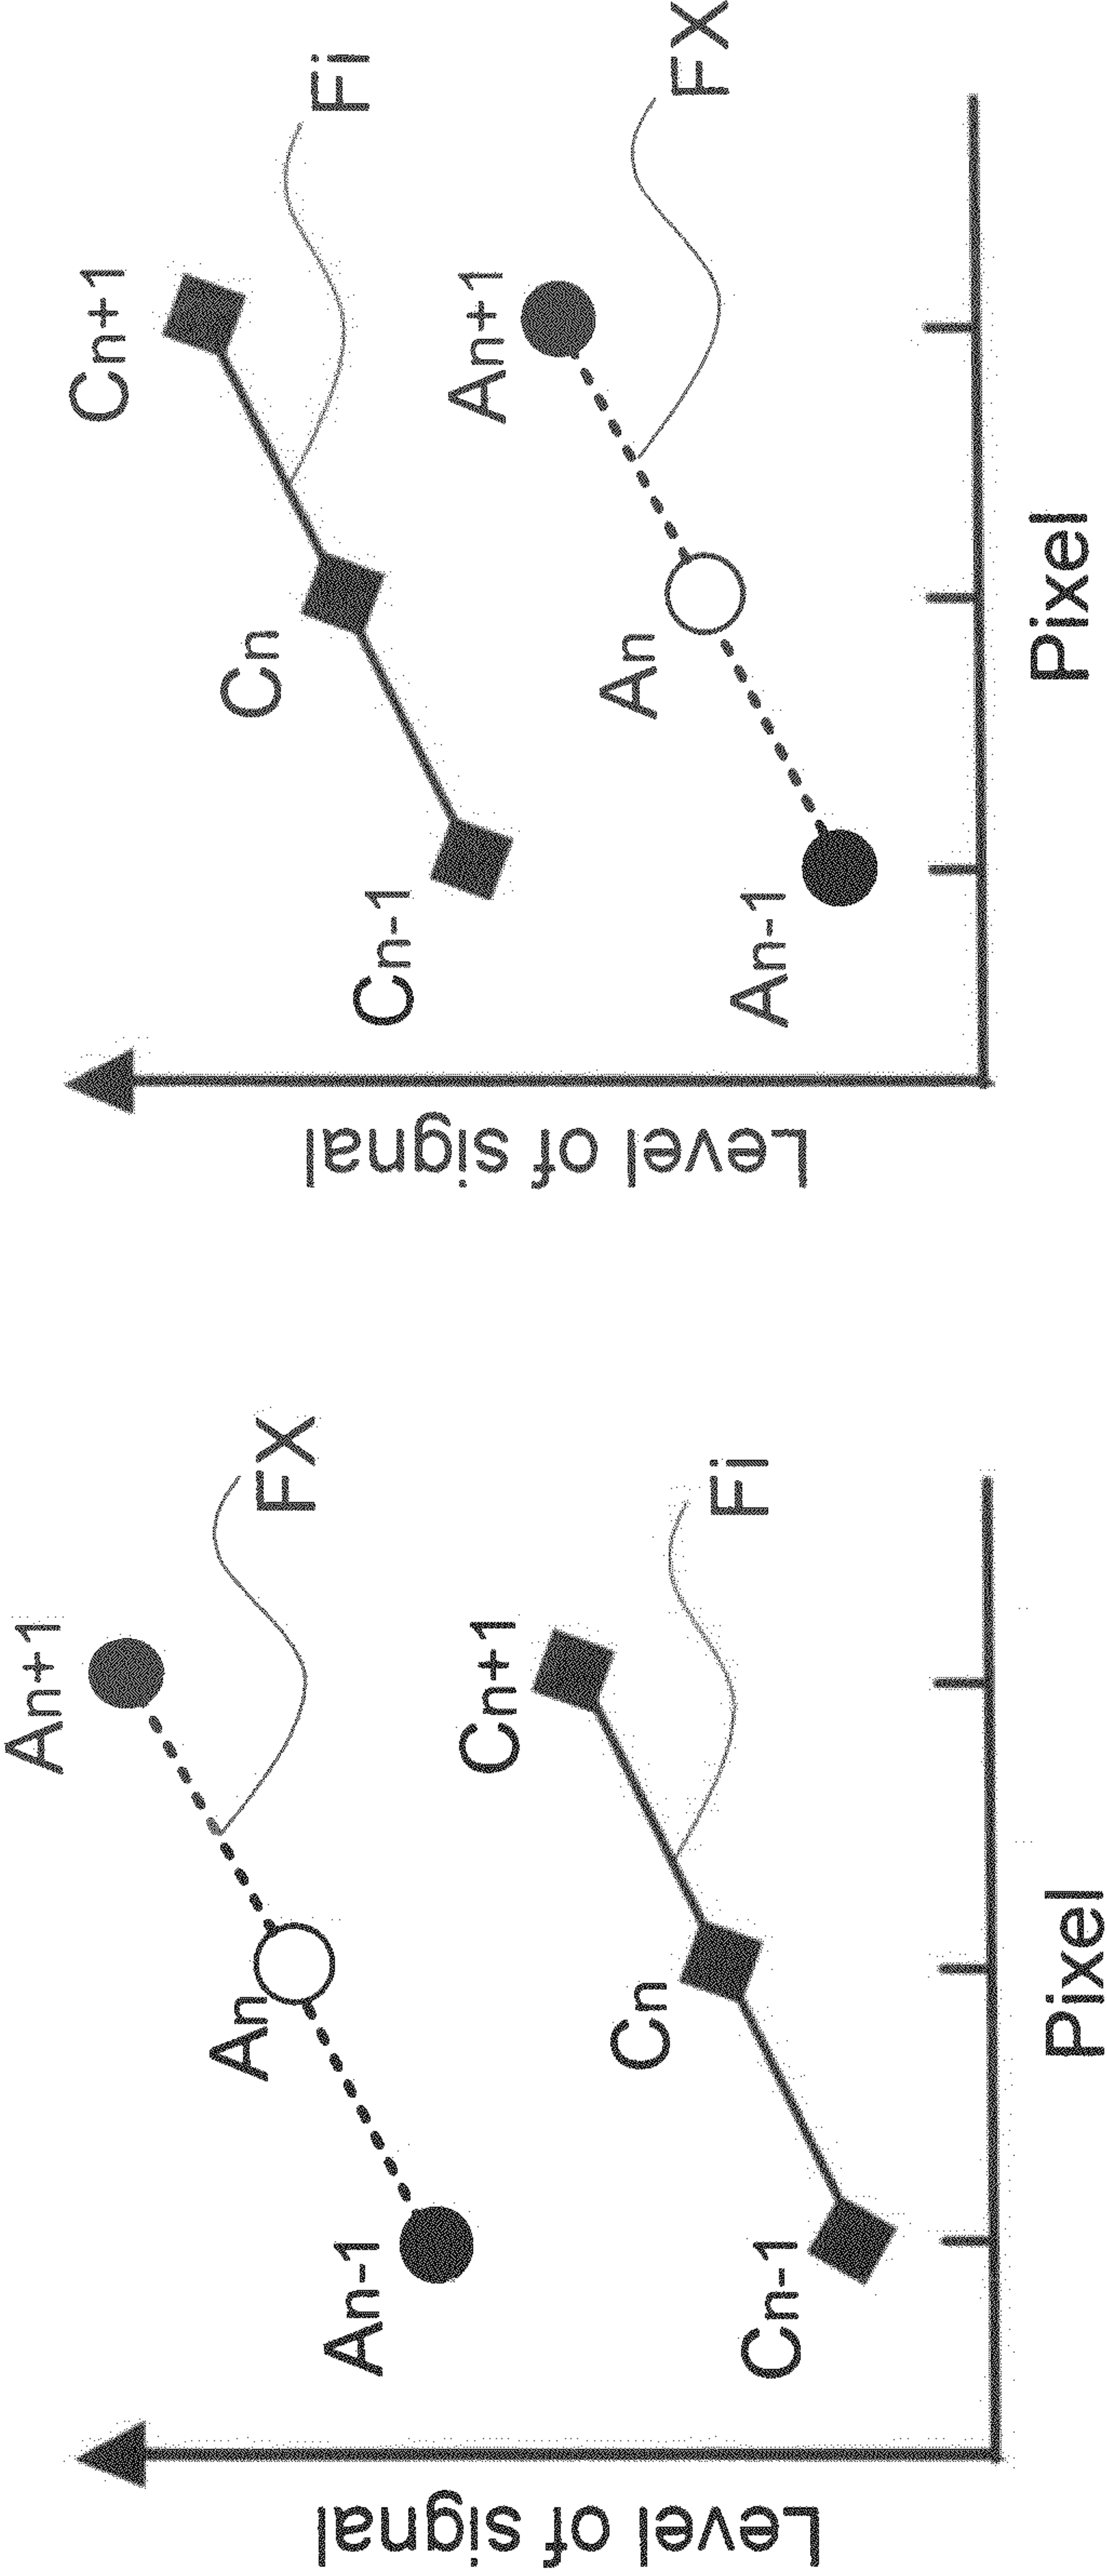 Level of signal
An-1
An
An+1
FX
Cn-1
Cn
Cn+1
Fi
Pixel
Level of signal
Cn-1
Cn
Cn+1
Fi
An-1
An
An+1
FX
Pixel